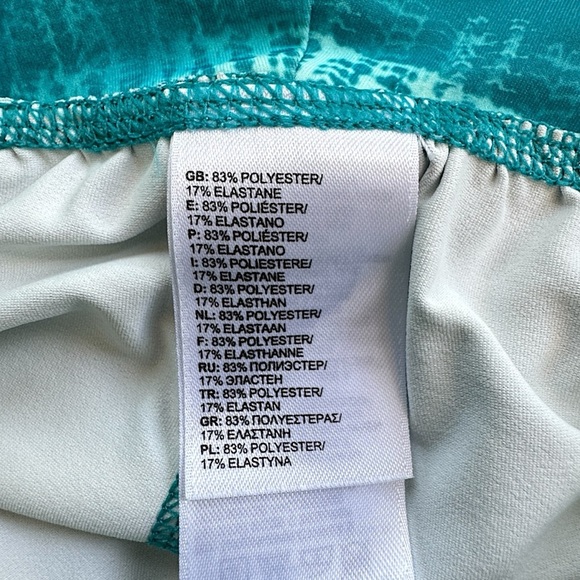 GB: 83% POLYESTER/
17% ELASTANE
E: 83% POLIÉSTER/
17% ELASTANO
P: 83% POLIÉSTER/
17% ELASTANO
I: 83% POLIESTERE/
17% ELASTANE
D: 83% POLYESTER/
17% ELASTHAN
NL: 83% POLYESTER/
17% ELASTAAN
F: 83% POLYESTER/
17% ELASTHANNE
RU: 83% ПОЛИЭСТЕР/
17% ЭЛАСТЕН
TR: 83% POLYESTER/
17% ELASTAN
GR: 83% ΠΟΛΥΕΣΤΕΡΑΣ/
17% ΕΛΑΣΤΑΝΗ
PL: 83% POLYESTER/
17% ELASTYNA